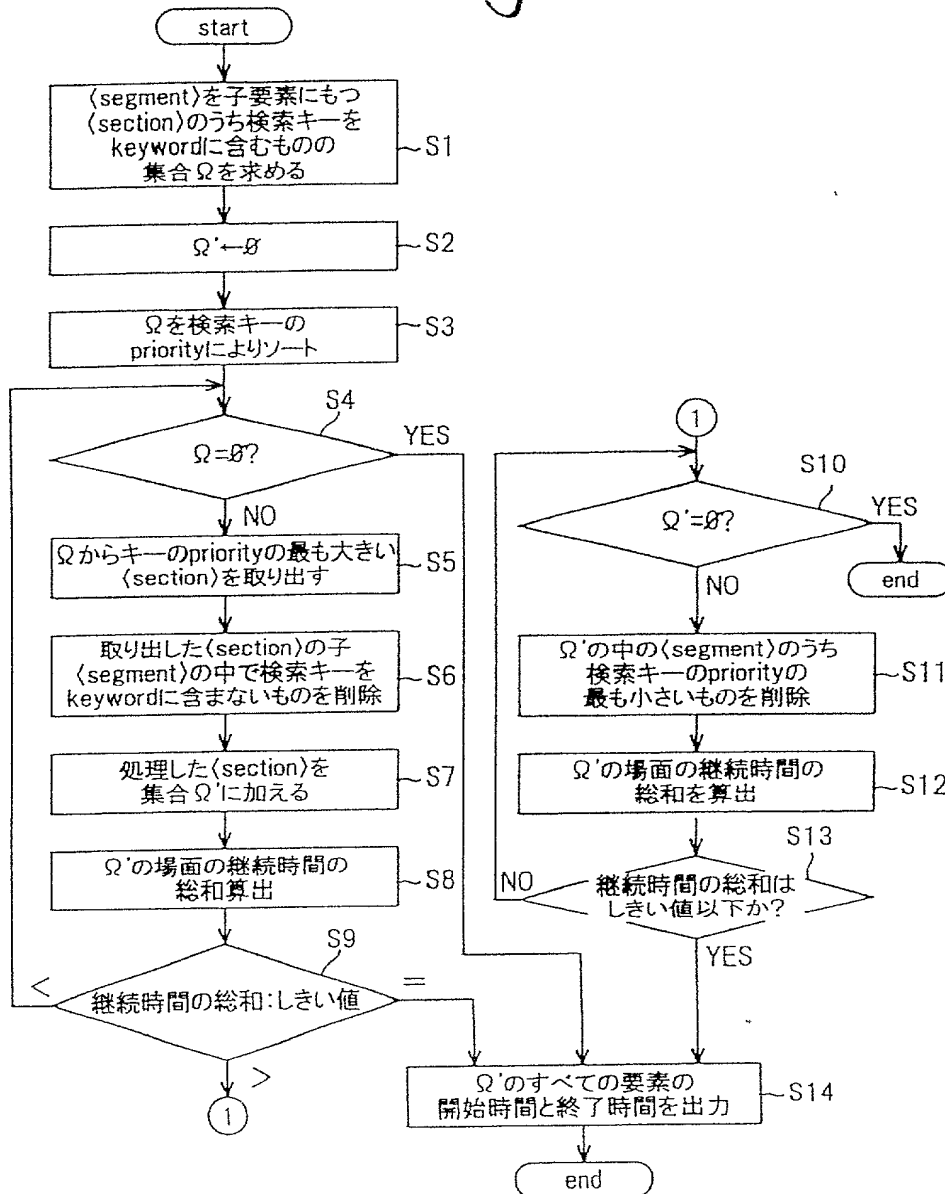 start
〈segment〉を子要素にもつ
〈section〉のうち検索キーを
keywordに含むものの
集合Ωを求める
S1
Ω'←∅
S2
Ωを検索キーの
priorityによりソート
S3
S4
Ω=∅?
YES
NO
Ωからキーのpriorityの最も大きい
〈section〉を取り出す
S5
取り出した〈section〉の子
〈segment〉の中で検索キーを
keywordに含まないものを削除
S6
処理した〈section〉を
集合Ω'に加える
S7
Ω'の場面の継続時間の
総和算出
S8
S9
<
継続時間の総和:しきい値
=
>
1
1
S10
Ω'=∅?
YES
end
NO
Ω'の中の〈segment〉のうち
検索キーのpriorityの
最も小さいものを削除
S11
Ω'の場面の継続時間の
総和を算出
S12
S13
NO
継続時間の総和は
しきい値以下か?
YES
Ω'のすべての要素の
開始時間と終了時間を出力
S14
end